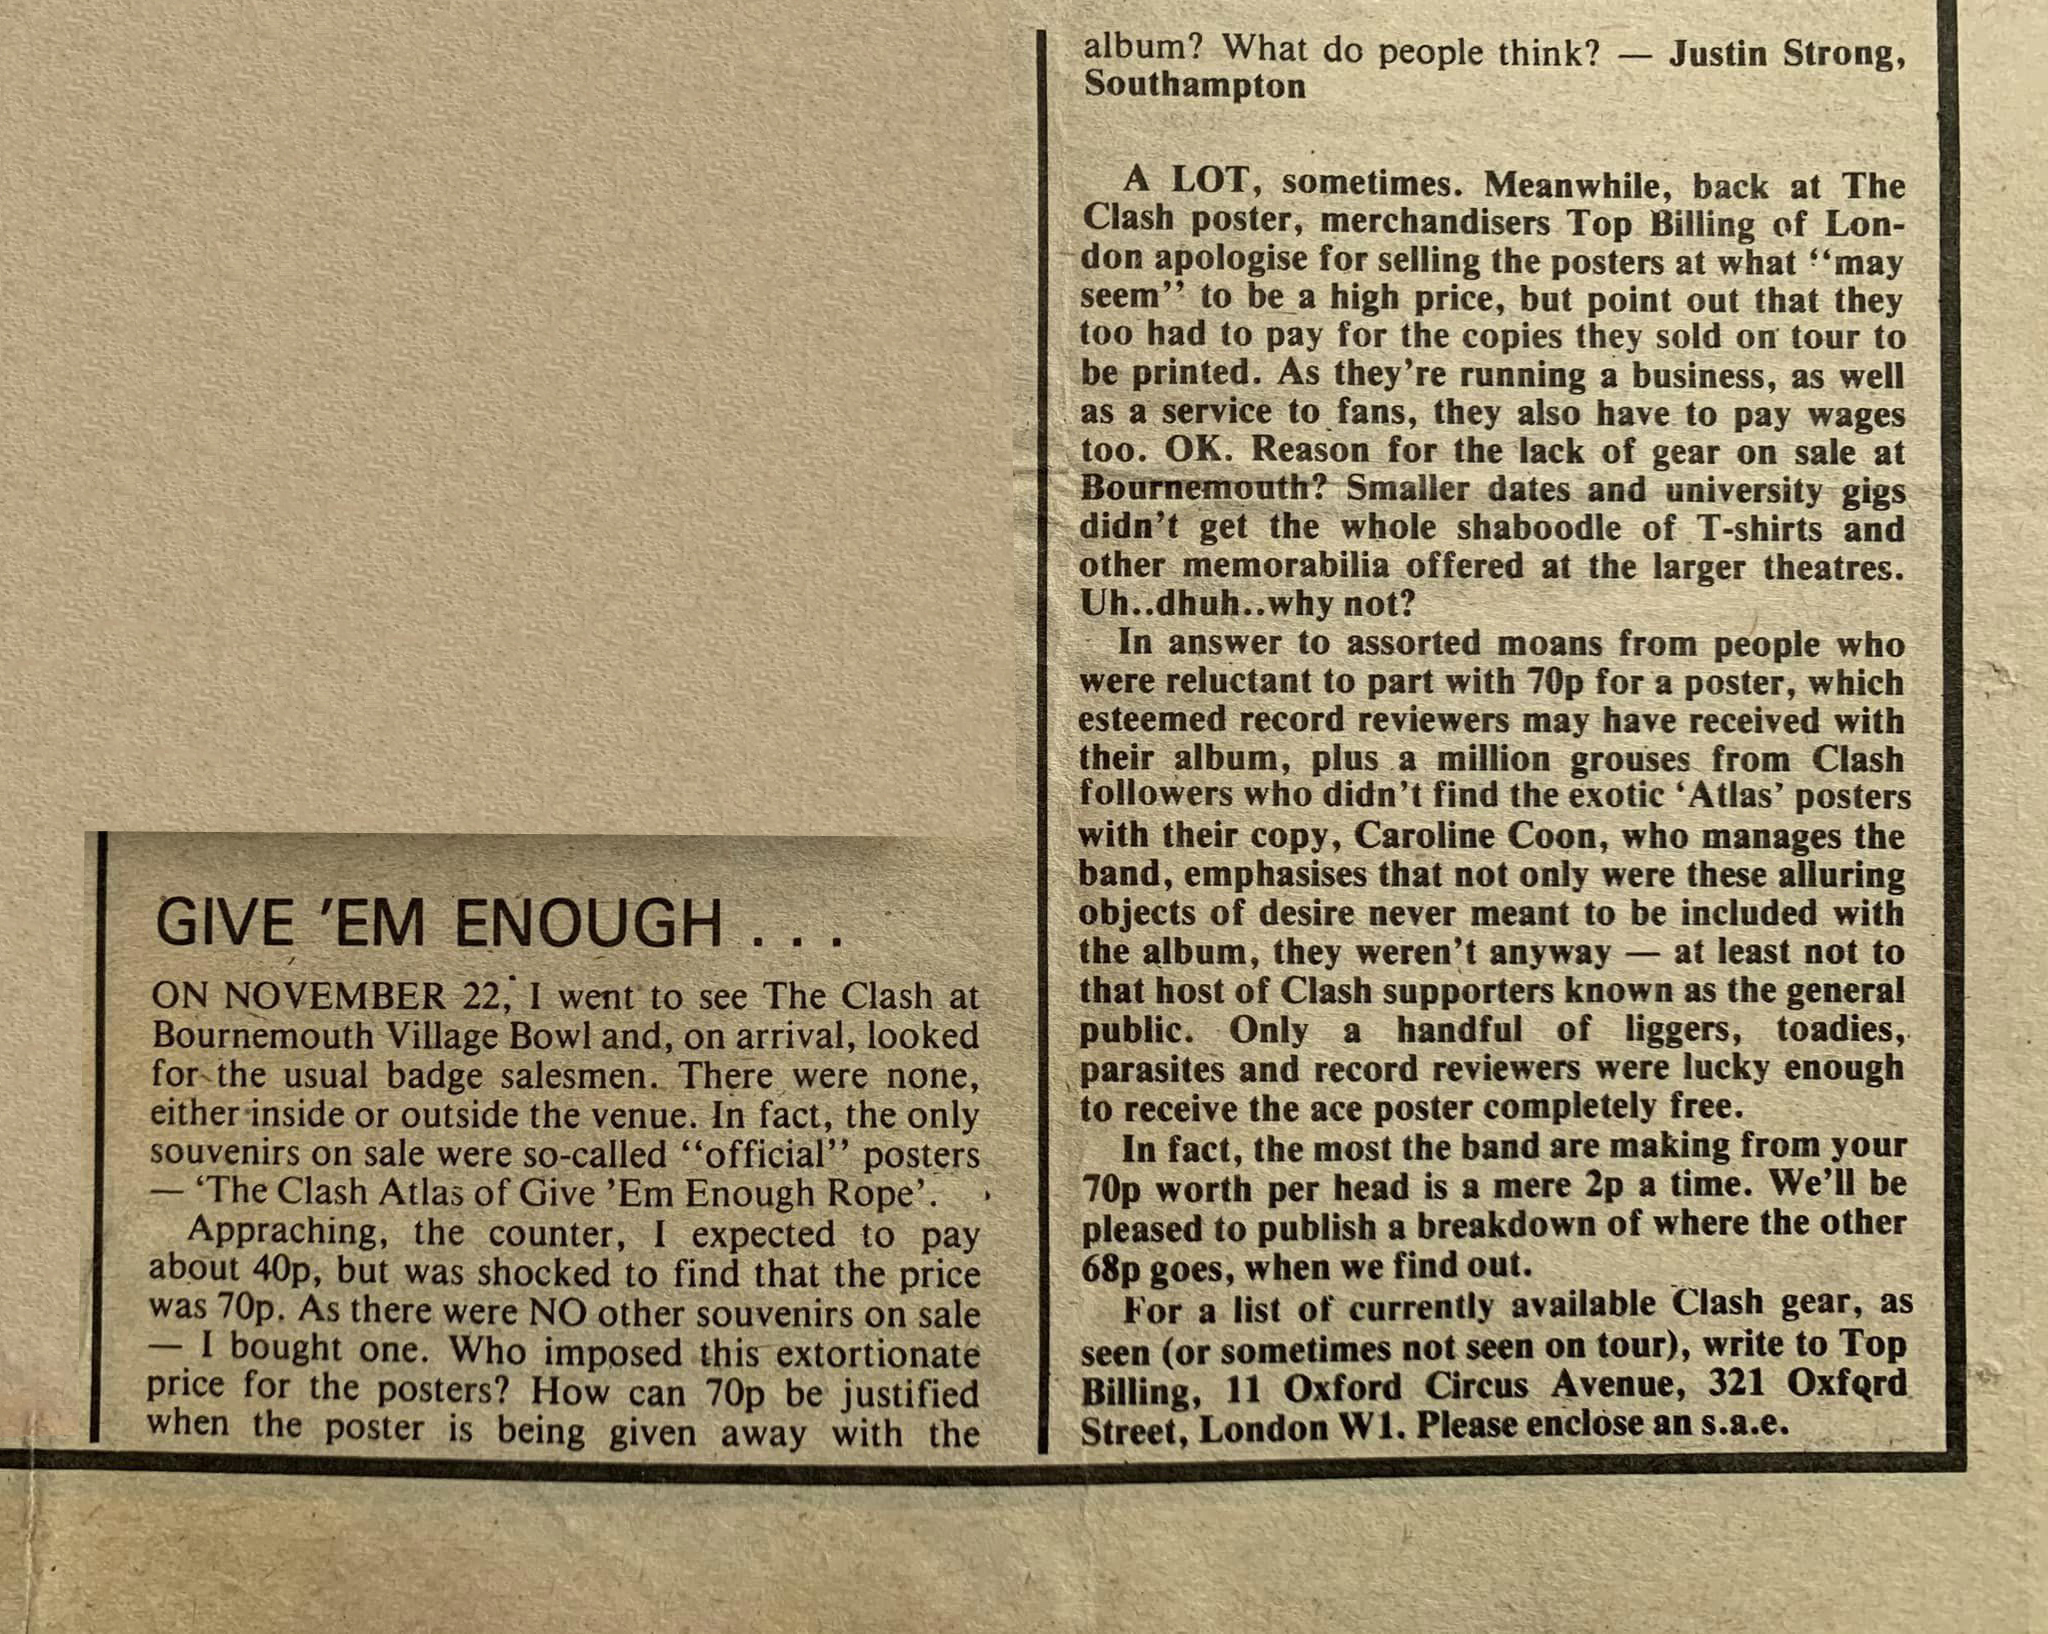 GIVE 'EM ENOUGH . . .
ON NOVEMBER 22, I went to see The Clash at
Bournemouth Village Bowl and, on arrival, looked
for the usual badge salesmen. There were none,
either inside or outside the venue. In fact, the only
souvenirs on sale were so-called “official” posters
— ‘The Clash Atlas of Give ’Em Enough Rope’.
Appraching, the counter, I expected to pay
about 40p, but was shocked to find that the price
was 70p. As there were NO other souvenirs on sale
— I bought one. Who imposed this extortionate
price for the posters? How can 70p be justified
when the poster is being given away with the
album? What do people think? — Justin Strong,
Southampton
A LOT, sometimes. Meanwhile, back at The
Clash poster, merchandisers Top Billing of Lon-
don apologise for selling the posters at what “may
seem” to be a high price, but point out that they
too had to pay for the copies they sold on tour to
be printed. As they’re running a business, as well
as a service to fans, they also have to pay wages
too. OK. Reason for the lack of gear on sale at
Bournemouth? Smaller dates and university gigs
didn’t get the whole shaboodle of T-shirts and
other memorabilia offered at the larger theatres.
Uh..dhuh..why not?
In answer to assorted moans from people who
were reluctant to part with 70p for a poster, which
esteemed record reviewers may have received with
their album, plus a million grouses from Clash
followers who didn’t find the exotic ‘Atlas’ posters
with their copy, Caroline Coon, who manages the
band, emphasises that not only were these alluring
objects of desire never meant to be included with
the album, they weren’t anyway — at least not to
that host of Clash supporters known as the general
public. Only a handful of liggers, toadies,
parasites and record reviewers were lucky enough
to receive the ace poster completely free.
In fact, the most the band are making from your
70p worth per head is a mere 2p a time. We’ll be
pleased to publish a breakdown of where the other
68p goes, when we find out.
For a list of currently available Clash gear, as
seen (or sometimes not seen on tour), write to Top
Billing, 11 Oxford Circus Avenue, 321 Oxford
Street, London W1. Please enclose an s.a.e.